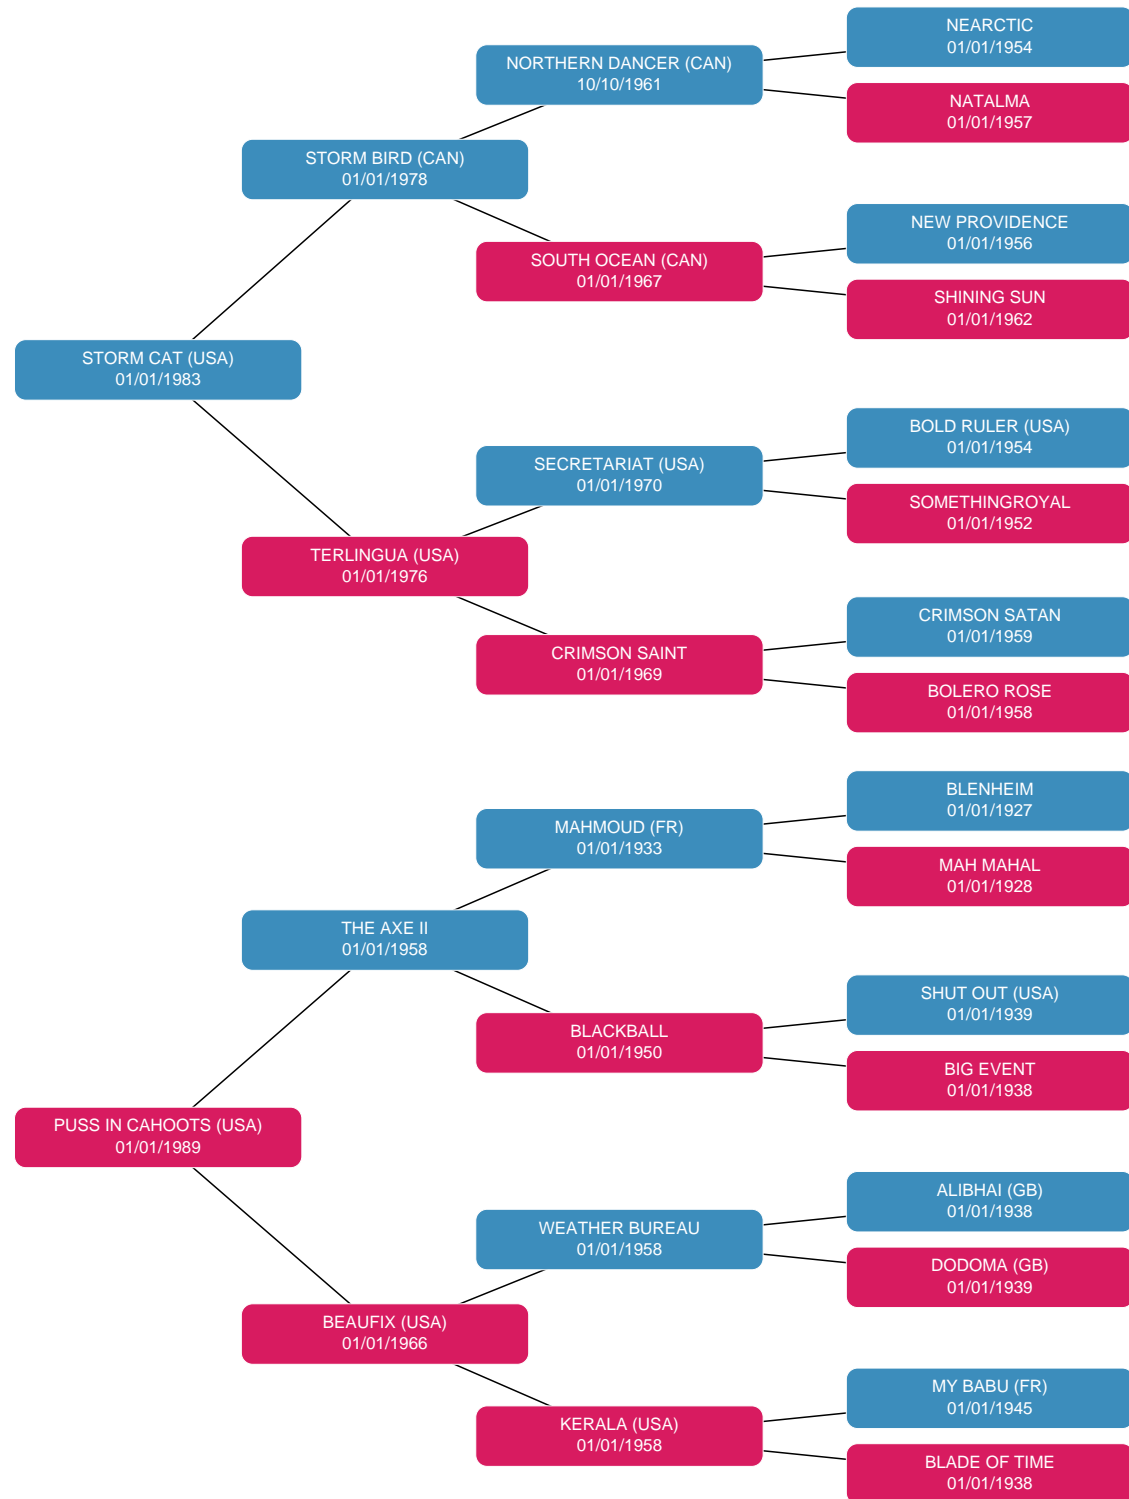 NEARCTIC
01/01/1954
NORTHERN DANCER (CAN)
10/10/1961
NATALMA
01/01/1957
STORM BIRD (CAN)
01/01/1978
NEW PROVIDENCE
01/01/1956
SOUTH OCEAN (CAN)
01/01/1967
SHINING SUN
01/01/1962
STORM CAT (USA)
01/01/1983
BOLD RULER (USA)
01/01/1954
SECRETARIAT (USA)
01/01/1970
SOMETHINGROYAL
01/01/1952
TERLINGUA (USA)
01/01/1976
CRIMSON SATAN
01/01/1959
CRIMSON SAINT
01/01/1969
BOLERO ROSE
01/01/1958
BLENHEIM
01/01/1927
MAHMOUD (FR)
01/01/1933
MAH MAHAL
01/01/1928
THE AXE II
01/01/1958
SHUT OUT (USA)
01/01/1939
BLACKBALL
01/01/1950
BIG EVENT
01/01/1938
PUSS IN CAHOOTS (USA)
01/01/1989
ALIBHAI (GB)
01/01/1938
WEATHER BUREAU
01/01/1958
DODOMA (GB)
01/01/1939
BEAUFIX (USA)
01/01/1966
MY BABU (FR)
01/01/1945
KERALA (USA)
01/01/1958
BLADE OF TIME
01/01/1938